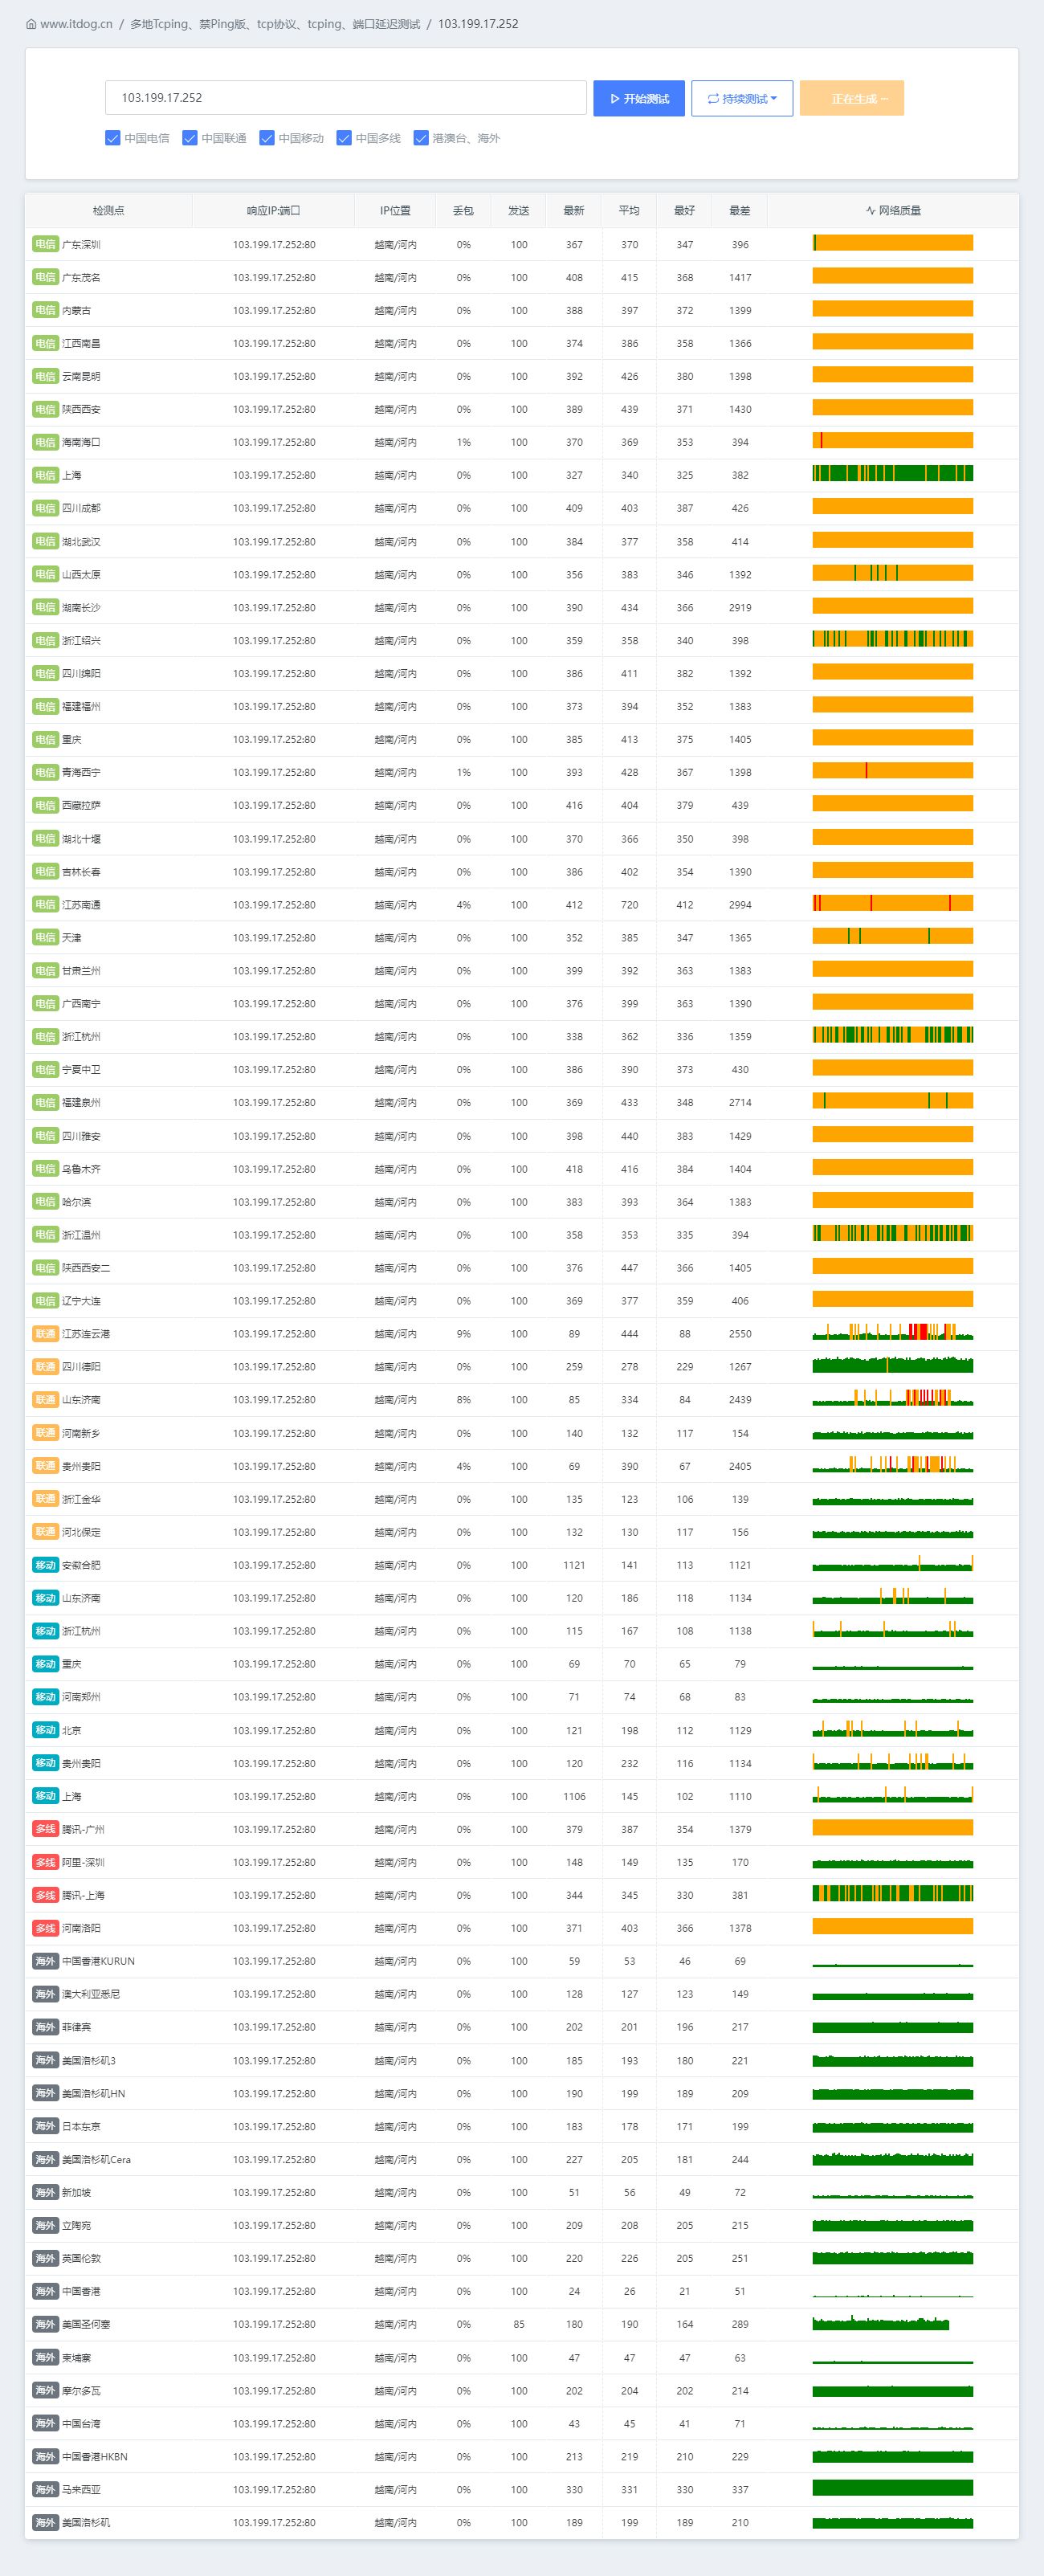 www.itdog.cn / 多地Tcping、禁Ping版、tcp协议、tcping、端口延迟测试 / 103.199.17.252
103.199.17.252 开始测试 持续测试 正在生成 ···
中国电信 中国联通 中国移动 中国多线 港澳台、海外
检测点 响应IP:端口 IP位置 丢包 发送 最新 平均 最好 最差 网络质量
电信 广东深圳 103.199.17.252:80 越南/河内 0% 100 367 370 347 396
电信 广东茂名 103.199.17.252:80 越南/河内 0% 100 408 415 368 1417
电信 内蒙古 103.199.17.252:80 越南/河内 0% 100 388 397 372 1399
电信 江西南昌 103.199.17.252:80 越南/河内 0% 100 374 386 358 1366
电信 云南昆明 103.199.17.252:80 越南/河内 0% 100 392 426 380 1398
电信 陕西西安 103.199.17.252:80 越南/河内 0% 100 389 439 371 1430
电信 海南海口 103.199.17.252:80 越南/河内 1% 100 370 369 353 394
电信 上海 103.199.17.252:80 越南/河内 0% 100 327 340 325 382
电信 四川成都 103.199.17.252:80 越南/河内 0% 100 409 403 387 426
电信 湖北武汉 103.199.17.252:80 越南/河内 0% 100 384 377 358 414
电信 山西太原 103.199.17.252:80 越南/河内 0% 100 356 383 346 1392
电信 湖南长沙 103.199.17.252:80 越南/河内 0% 100 390 434 366 2919
电信 浙江绍兴 103.199.17.252:80 越南/河内 0% 100 359 358 340 398
电信 四川绵阳 103.199.17.252:80 越南/河内 0% 100 386 411 382 1392
电信 福建福州 103.199.17.252:80 越南/河内 0% 100 373 394 352 1383
电信 重庆 103.199.17.252:80 越南/河内 0% 100 385 413 375 1405
电信 青海西宁 103.199.17.252:80 越南/河内 1% 100 393 428 367 1398
电信 西藏拉萨 103.199.17.252:80 越南/河内 0% 100 416 404 379 439
电信 湖北十堰 103.199.17.252:80 越南/河内 0% 100 370 366 350 398
电信 吉林长春 103.199.17.252:80 越南/河内 0% 100 386 402 354 1390
电信 江苏南通 103.199.17.252:80 越南/河内 4% 100 412 720 412 2994
电信 天津 103.199.17.252:80 越南/河内 0% 100 352 385 347 1365
电信 甘肃兰州 103.199.17.252:80 越南/河内 0% 100 399 392 363 1383
电信 广西南宁 103.199.17.252:80 越南/河内 0% 100 376 399 363 1390
电信 浙江杭州 103.199.17.252:80 越南/河内 0% 100 338 362 336 1359
电信 宁夏中卫 103.199.17.252:80 越南/河内 0% 100 386 390 373 430
电信 福建泉州 103.199.17.252:80 越南/河内 0% 100 369 433 348 2714
电信 四川雅安 103.199.17.252:80 越南/河内 0% 100 398 440 383 1429
电信 乌鲁木齐 103.199.17.252:80 越南/河内 0% 100 418 416 384 1404
电信 哈尔滨 103.199.17.252:80 越南/河内 0% 100 383 393 364 1383
电信 浙江温州 103.199.17.252:80 越南/河内 0% 100 358 353 335 394
电信 陕西西安二 103.199.17.252:80 越南/河内 0% 100 376 447 366 1405
电信 辽宁大连 103.199.17.252:80 越南/河内 0% 100 369 377 359 406
联通 江苏连云港 103.199.17.252:80 越南/河内 9% 100 89 444 88 2550
联通 四川德阳 103.199.17.252:80 越南/河内 0% 100 259 278 229 1267
联通 山东济南 103.199.17.252:80 越南/河内 8% 100 85 334 84 2439
联通 河南新乡 103.199.17.252:80 越南/河内 0% 100 140 132 117 154
联通 贵州贵阳 103.199.17.252:80 越南/河内 4% 100 69 390 67 2405
联通 浙江金华 103.199.17.252:80 越南/河内 0% 100 135 123 106 139
联通 河北保定 103.199.17.252:80 越南/河内 0% 100 132 130 117 156
移动 安徽合肥 103.199.17.252:80 越南/河内 0% 100 1121 141 113 1121
移动 山东济南 103.199.17.252:80 越南/河内 0% 100 120 186 118 1134
移动 浙江杭州 103.199.17.252:80 越南/河内 0% 100 115 167 108 1138
移动 重庆 103.199.17.252:80 越南/河内 0% 100 69 70 65 79
移动 河南郑州 103.199.17.252:80 越南/河内 0% 100 71 74 68 83
移动 北京 103.199.17.252:80 越南/河内 0% 100 121 198 112 1129
移动 贵州贵阳 103.199.17.252:80 越南/河内 0% 100 120 232 116 1134
移动 上海 103.199.17.252:80 越南/河内 0% 100 1106 145 102 1110
多线 腾讯-广州 103.199.17.252:80 越南/河内 0% 100 379 387 354 1379
多线 阿里-深圳 103.199.17.252:80 越南/河内 0% 100 148 149 135 170
多线 腾讯-上海 103.199.17.252:80 越南/河内 0% 100 344 345 330 381
多线 河南洛阳 103.199.17.252:80 越南/河内 0% 100 371 403 366 1378
海外 中国香港KURUN 103.199.17.252:80 越南/河内 0% 100 59 53 46 69
海外 澳大利亚悉尼 103.199.17.252:80 越南/河内 0% 100 128 127 123 149
海外 菲律宾 103.199.17.252:80 越南/河内 0% 100 202 201 196 217
海外 美国洛杉矶3 103.199.17.252:80 越南/河内 0% 100 185 193 180 221
海外 美国洛杉矶HN 103.199.17.252:80 越南/河内 0% 100 190 199 189 209
海外 日本东京 103.199.17.252:80 越南/河内 0% 100 183 178 171 199
海外 美国洛杉矶Cera 103.199.17.252:80 越南/河内 0% 100 227 205 181 244
海外 新加坡 103.199.17.252:80 越南/河内 0% 100 51 56 49 72
海外 立陶宛 103.199.17.252:80 越南/河内 0% 100 209 208 205 215
海外 英国伦敦 103.199.17.252:80 越南/河内 0% 100 220 226 205 251
海外 中国香港 103.199.17.252:80 越南/河内 0% 100 24 26 21 51
海外 美国圣何塞 103.199.17.252:80 越南/河内 0% 85 180 190 164 289
海外 柬埔寨 103.199.17.252:80 越南/河内 0% 100 47 47 47 63
海外 摩尔多瓦 103.199.17.252:80 越南/河内 0% 100 202 204 202 214
海外 中国台湾 103.199.17.252:80 越南/河内 0% 100 43 45 41 71
海外 中国香港HKBN 103.199.17.252:80 越南/河内 0% 100 213 219 210 229
海外 马来西亚 103.199.17.252:80 越南/河内 0% 100 330 331 330 337
海外 美国洛杉矶 103.199.17.252:80 越南/河内 0% 100 189 199 189 210